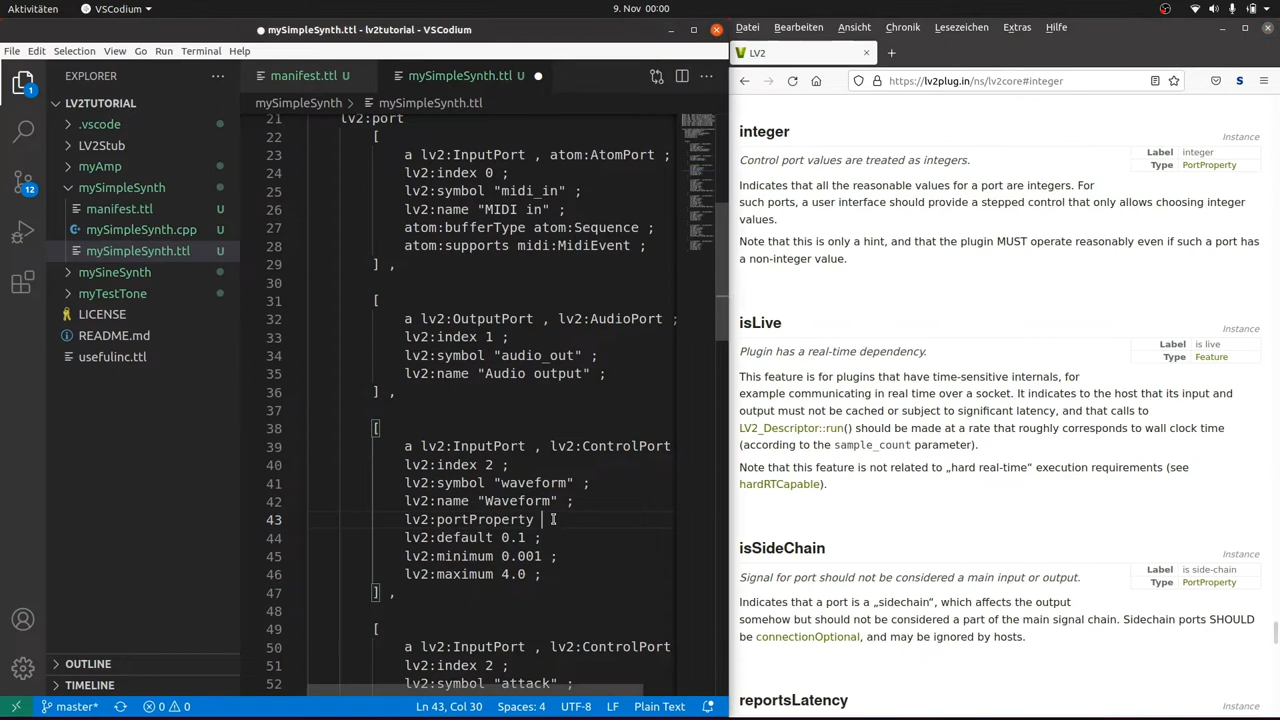 Aktivitäten VSCodium 9. Nov 00:00
mySimpleSynth.ttl - lv2tutorial - VSCodium
File Edit Selection View Go Run Terminal Help
EXPLORER
manifest.ttl U
mySimpleSynth.ttl U
mySimpleSynth > mySimpleSynth.ttl
LV2TUTORIAL
.vscode
LV2Stub
myAmp
mySimpleSynth
manifest.ttl U
mySimpleSynth.cpp U
mySimpleSynth.ttl U
mySineSynth
myTestTone
LICENSE
README.md
usefulinc.ttl
OUTLINE
TIMELINE
1
12
21 lv2:port
22 [
23 a lv2:InputPort , atom:AtomPort ;
24 lv2:index 0 ;
25 lv2:symbol "midi_in" ;
26 lv2:name "MIDI in" ;
27 atom:bufferType atom:Sequence ;
28 atom:supports midi:MidiEvent ;
29 ] ,
30
31 [
32 a lv2:OutputPort , lv2:AudioPort ;
33 lv2:index 1 ;
34 lv2:symbol "audio_out" ;
35 lv2:name "Audio output" ;
36 ] ,
37
38 [
39 a lv2:InputPort , lv2:ControlPort
40 lv2:index 2 ;
41 lv2:symbol "waveform" ;
42 lv2:name "Waveform" ;
43 lv2:portProperty
44 lv2:default 0.1 ;
45 lv2:minimum 0.001 ;
46 lv2:maximum 4.0 ;
47 ] ,
48
49 [
50 a lv2:InputPort , lv2:ControlPort
51 lv2:index 2 ;
52 lv2:symbol "attack" ;
master* 0 0 Ln 43, Col 30 Spaces: 4 UTF-8 LF Plain Text
Datei Bearbeiten Ansicht Chronik Lesezeichen Extras Hilfe
LV2
https://lv2plug.in/ns/lv2core#integer
integer
Instance
Control port values are treated as integers.
Label integer
Type PortProperty
Indicates that all the reasonable values for a port are integers. For
such ports, a user interface should provide a stepped control that only allows choosing integer
values.
Note that this is only a hint, and that the plugin MUST operate reasonably even if such a port has
a non-integer value.
isLive
Instance
Plugin has a real-time dependency.
Label is live
Type Feature
This feature is for plugins that have time-sensitive internals, for
example communicating in real time over a socket. It indicates to the host that its input and
output must not be cached or subject to significant latency, and that calls to
LV2_Descriptor::run() should be made at a rate that roughly corresponds to wall clock time
(according to the sample_count parameter).
Note that this feature is not related to „hard real-time“ execution requirements (see
hardRTCapable).
isSideChain
Instance
Signal for port should not be considered a main input or output.
Label is side-chain
Type PortProperty
Indicates that a port is a „sidechain“, which affects the output
somehow but should not be considered a part of the main signal chain. Sidechain ports SHOULD
be connectionOptional, and may be ignored by hosts.
reportsLatency
Instance